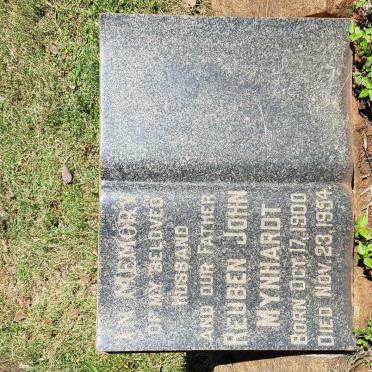 IN MEMORY
OF MY BELOVED
HUSBAND
AND OUR FATHER
REUBEN JOHN
MYNHARDT
BORN OCT. 17. 1900
DIED NOV. 23. 1954.